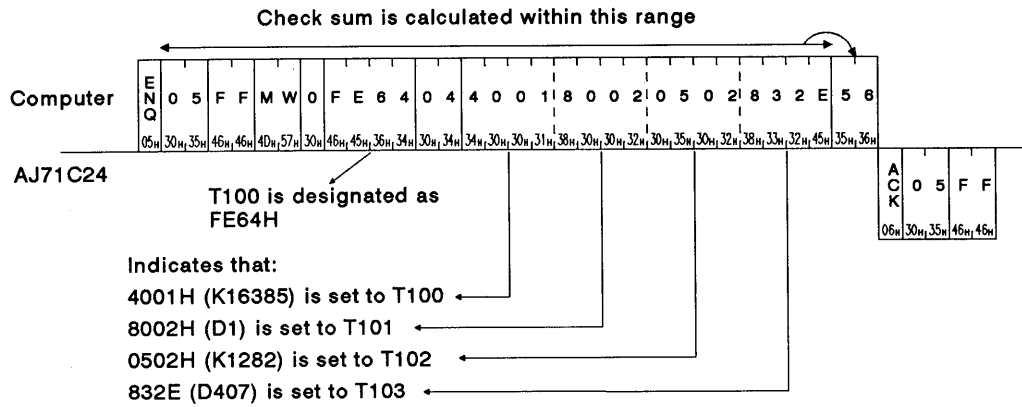 Check sum is calculated within this range
Computer
ENQ 0 5 F F M W 0 F E 6 4 0 4 4 0 0 1 8 0 0 2 0 5 0 2 8 3 2 E 5 6
05H 30H 35H 46H 46H 4DH 57H 30H 46H 45H 36H 34H 30H 34H 34H 30H 30H 31H 38H 30H 30H 32H 30H 35H 30H 32H 38H 33H 32H 45H 35H 36H
AJ71C24
ACK 0 5 F F
06H 30H 35H 46H 46H
T100 is designated as
FE64H
Indicates that:
4001H (K16385) is set to T100
8002H (D1) is set to T101
0502H (K1282) is set to T102
832E (D407) is set to T103